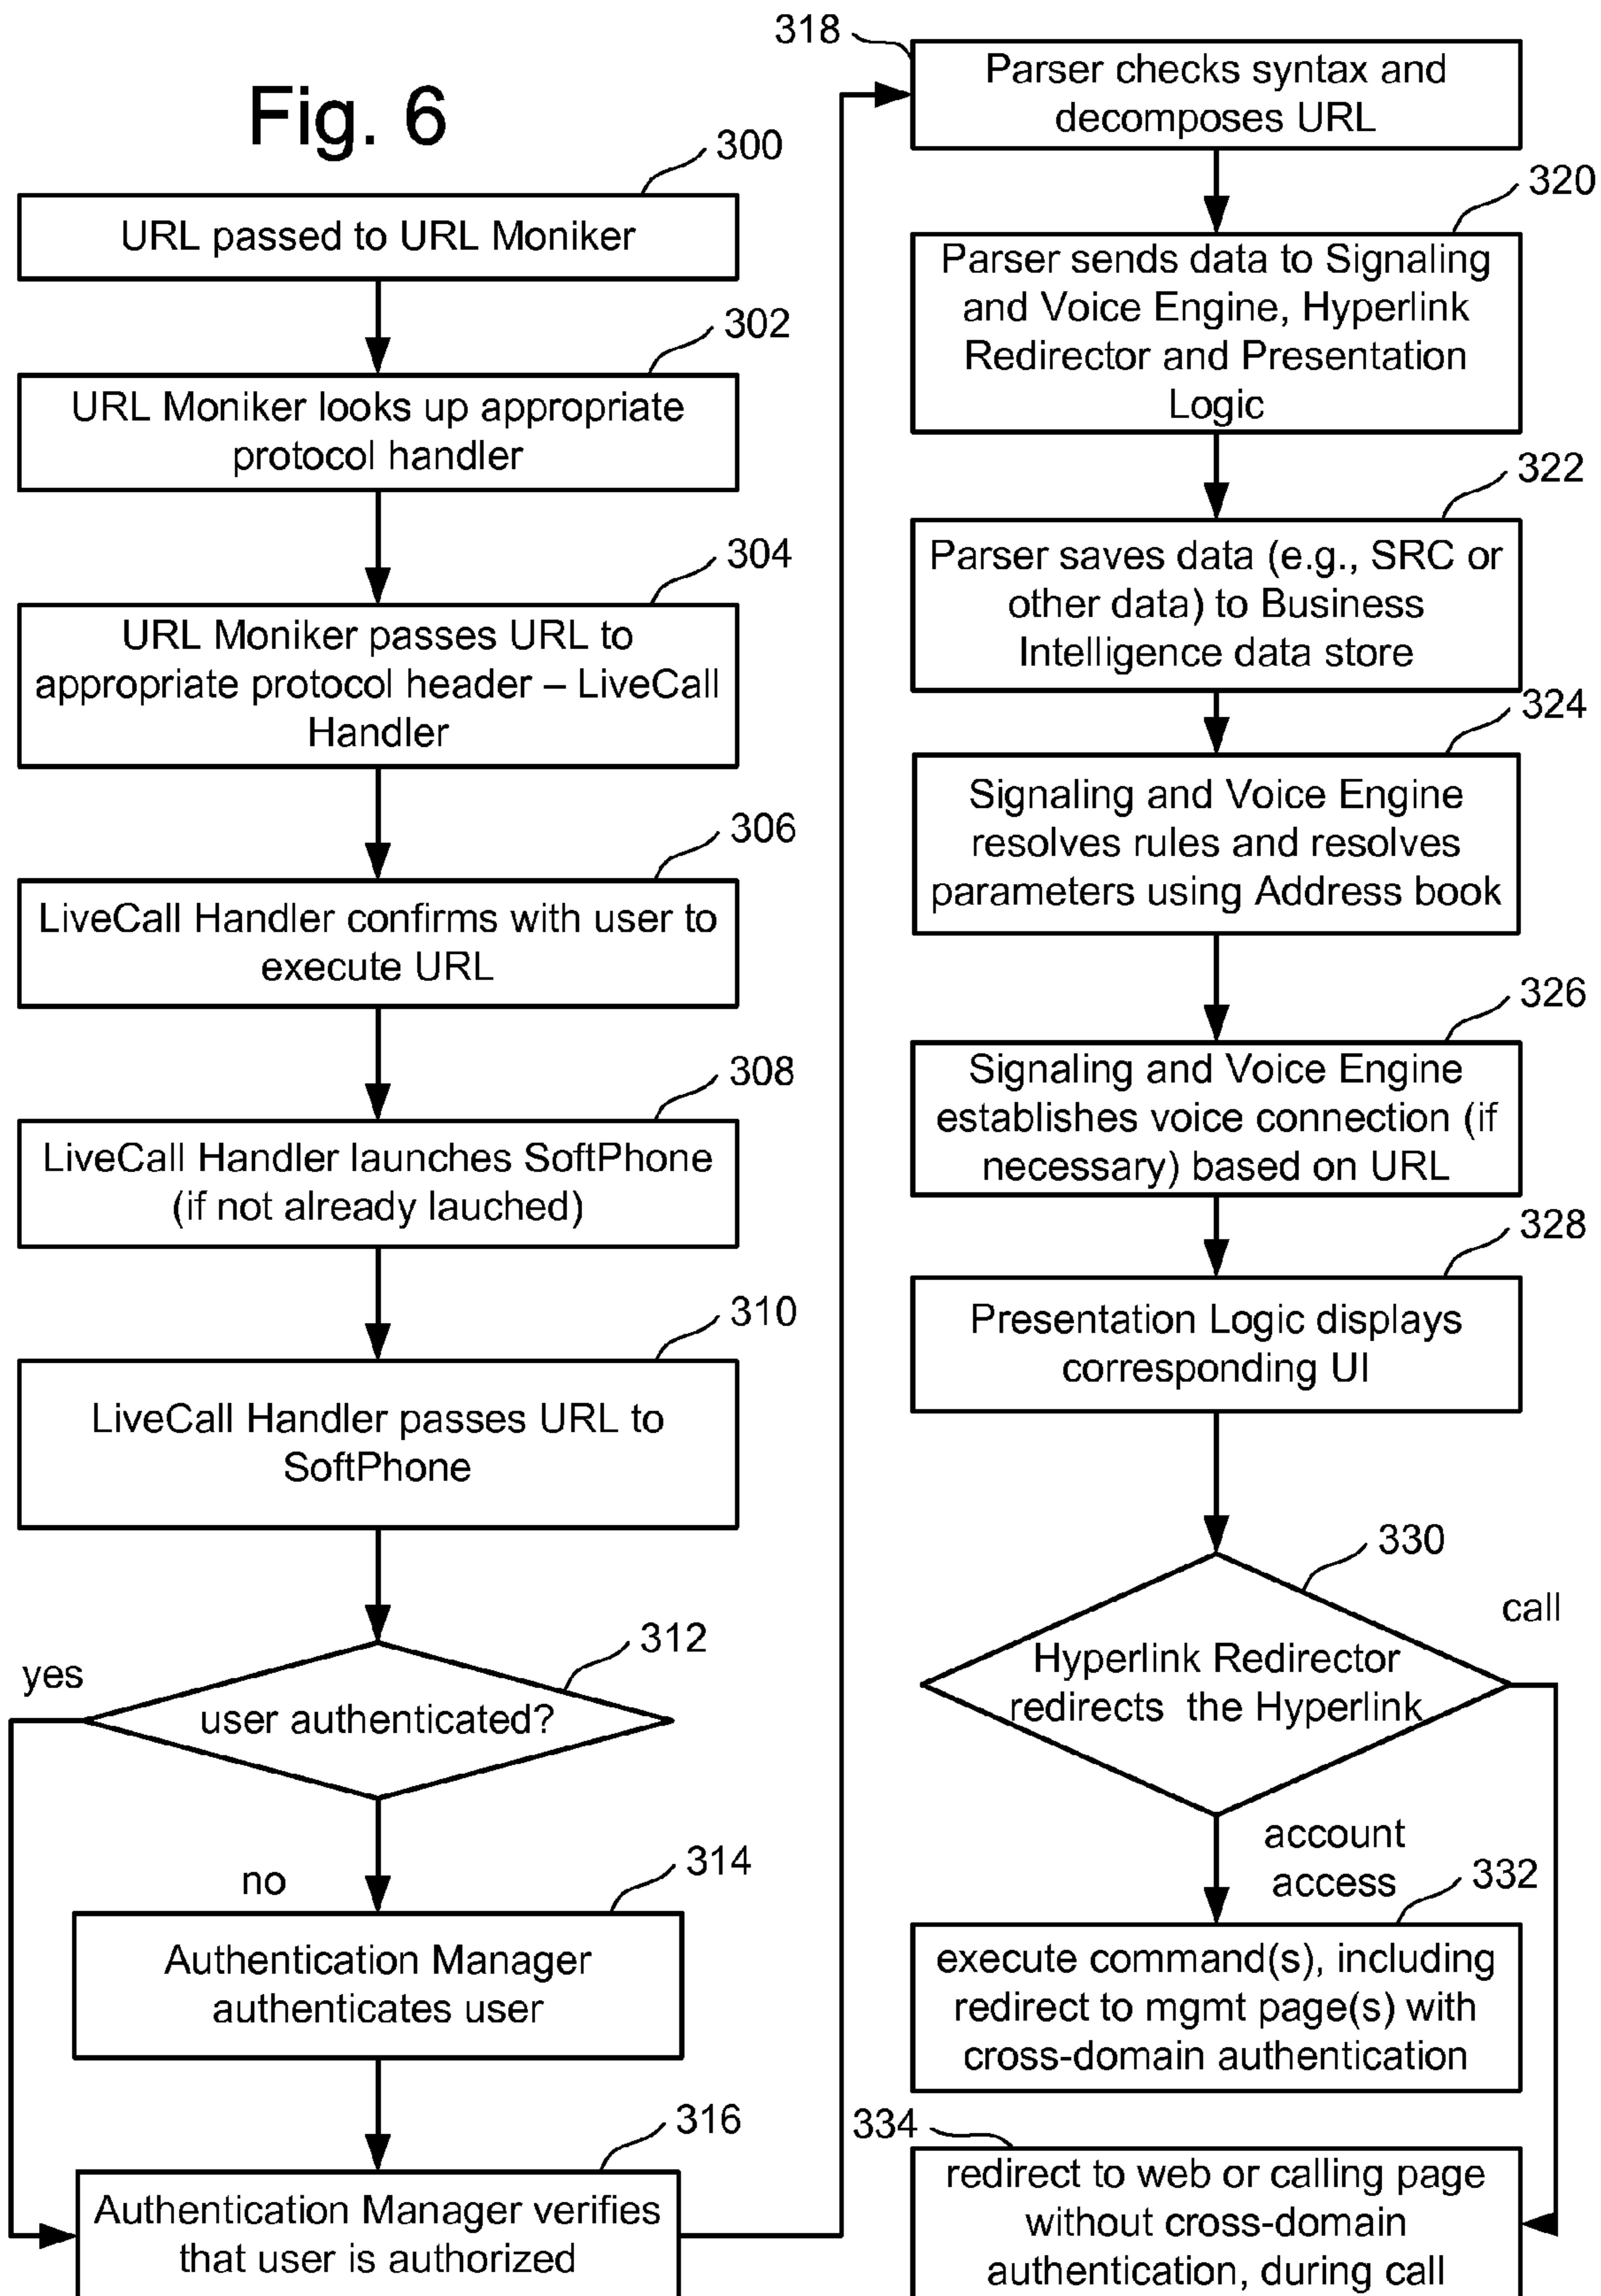 Fig. 6
300
URL passed to URL Moniker
302
URL Moniker looks up appropriate
protocol handler
304
URL Moniker passes URL to
appropriate protocol header – LiveCall
Handler
306
LiveCall Handler confirms with user to
execute URL
308
LiveCall Handler launches SoftPhone
(if not already lauched)
310
LiveCall Handler passes URL to
SoftPhone
312
yes
user authenticated?
no
314
Authentication Manager
authenticates user
316
Authentication Manager verifies
that user is authorized
318
Parser checks syntax and
decomposes URL
320
Parser sends data to Signaling
and Voice Engine, Hyperlink
Redirector and Presentation
Logic
322
Parser saves data (e.g., SRC or
other data) to Business
Intelligence data store
324
Signaling and Voice Engine
resolves rules and resolves
parameters using Address book
326
Signaling and Voice Engine
establishes voice connection (if
necessary) based on URL
328
Presentation Logic displays
corresponding UI
330
call
Hyperlink Redirector
redirects the Hyperlink
account
access
332
execute command(s), including
redirect to mgmt page(s) with
cross-domain authentication
334
redirect to web or calling page
without cross-domain
authentication, during call